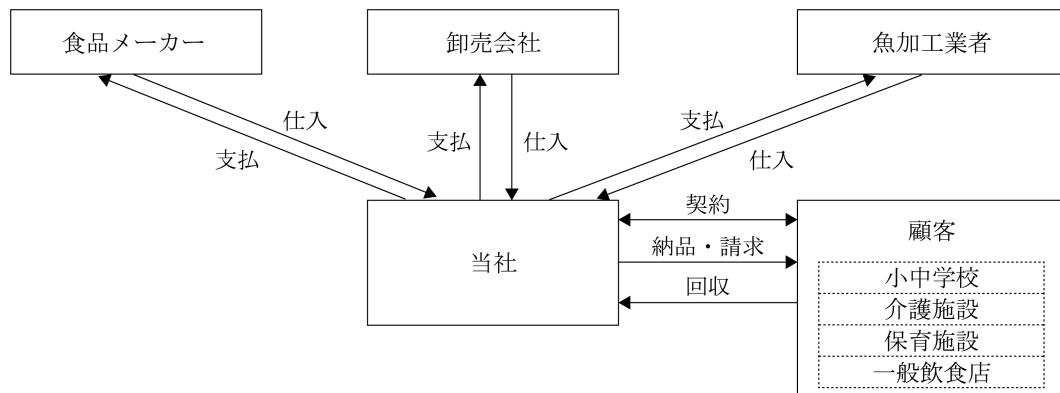 食品メーカー
卸売会社
魚加工業者
仕入
支払
支払
仕入
支払
仕入
当社
契約
納品・請求
回収
顧客
小中学校
介護施設
保育施設
一般飲食店